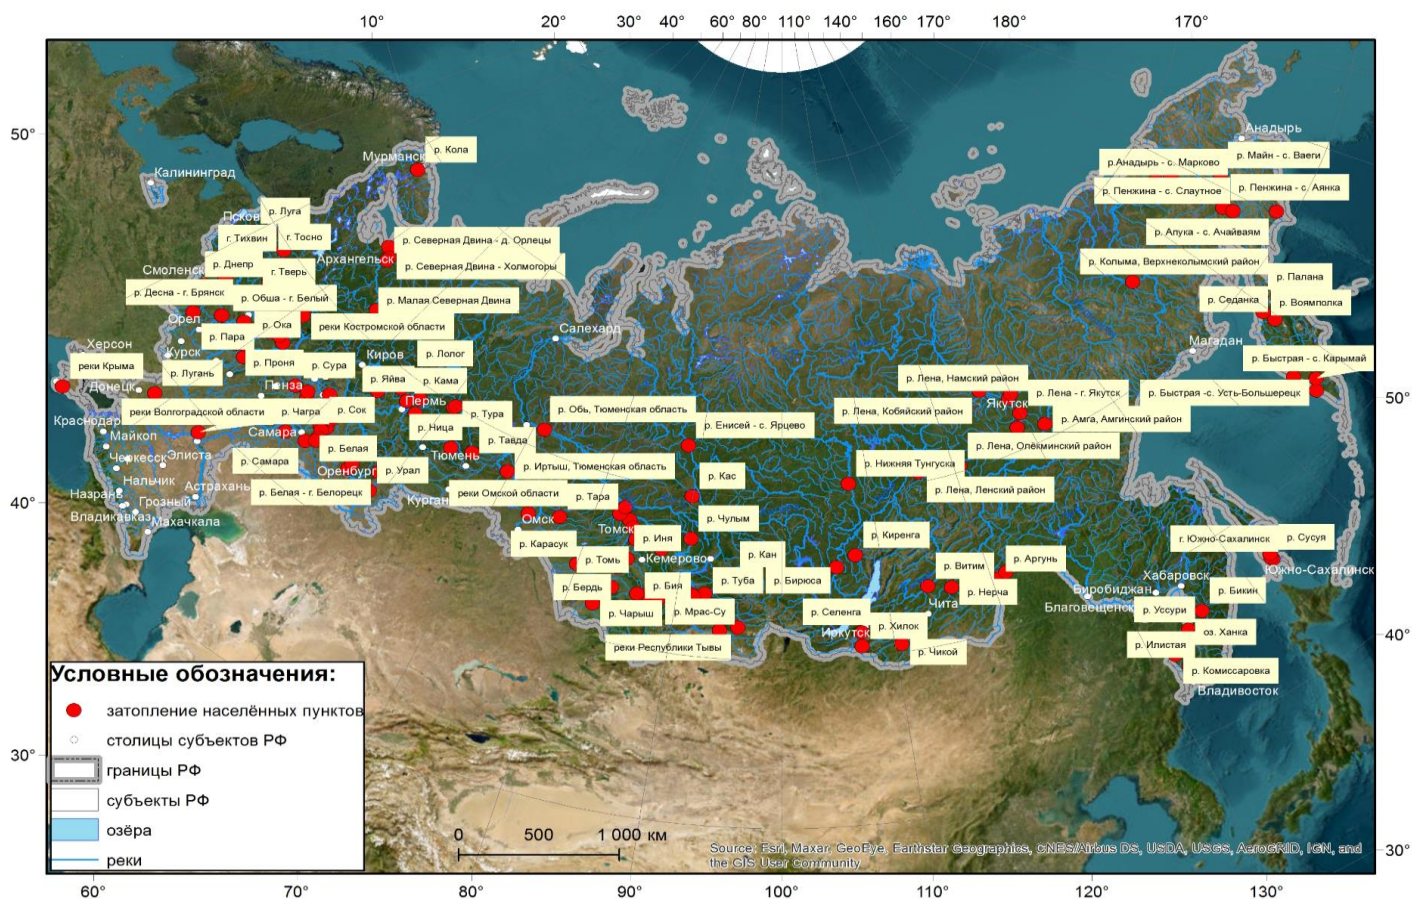 10°
20°
30°
40°
60°
80°
110°
140°
160°
170°
180°
170°
50°
40°
30°
50°
40°
30°
Анадырь
р. Кола
Мурманск
р.Анадырь - с. Марково
р. Майн - с. Ваеги
Калининград
р. Пенжина - с. Слаутное
р. Пенжина - с. Аянка
р. Луга
Псков
г. Тихвин
г. Тосно
р. Северная Двина - д. Орлецы
р. Апука - с. Ачайваям
Архангельск
р. Северная Двина - Холмогоры
р. Колыма, Верхнеколымский район
р. Днепр
Смоленск
г. Тверь
р. Палана
р. Десна - г. Брянск
р. Обша - г. Белый
р. Малая Северная Двина
р. Седанка
р. Воямполка
Орел
р. Ока
реки Костромской области
Салехард
р. Пара
Магадан
Херсон
Курск
Киров
р. Лолог
реки Крыма
р. Лугань
р. Проня
р. Сура
р. Быстрая - с. Карымай
Донецк
Пенза
р. Яйва
р. Кама
р. Лена, Намский район
р. Лена - г. Якутск
р. Быстрая -с. Усть-Большерецк
Пермь
Якутск
реки Волгоградской области
р. Чагра
р. Сок
р. Тура
р. Обь, Тюменская область
р. Лена, Кобяйский район
р. Амга, Амгинский район
Краснодар
Майкоп
Самара
р. Ница
р. Енисей - с. Ярцево
р. Тавда
р. Лена, Олекминский район
Черкесск
Элиста
р. Белая
Тюмень
р. Самара
Оренбург
р. Урал
р. Иртыш, Тюменская область
р. Кас
р. Нижняя Тунгуска
Нальчик
Астрахань
р. Белая - г. Белорецк
Курган
реки Омской области
р. Тара
р. Лена, Ленский район
Назрань
Грозный
Владикавказ
Махачкала
Омск
Томск
р. Чулым
р. Карасук
р. Иня
р. Киренга
г. Южно-Сахалинск
р. Сусуя
р. Томь
Кемерово
р. Кан
р. Витим
р. Аргунь
Южно-Сахалинск
р. Бердь
р. Бия
р. Туба
р. Бирюса
р. Нерча
Хабаровск
Биробиджан
р. Бикин
р. Чарыш
р. Мрас-Су
р. Селенга
Чита
Благовещенск
р. Уссури
р. Хилок
Иркутск
оз. Ханка
реки Республики Тывы
р. Чикой
р. Илистая
р. Комиссаровка
Владивосток
Условные обозначения:
затопление населённых пунктов
столицы субъектов РФ
границы РФ
субъекты РФ
озёра
реки
0 500 1 000 км
Source: Esri, Maxar, GeoEye, Earthstar Geographics, CNES/Airbus DS, USDA, USGS, AeroGRID, IGN, and
the GIS User Community
60°
70°
80°
90°
100°
110°
120°
130°